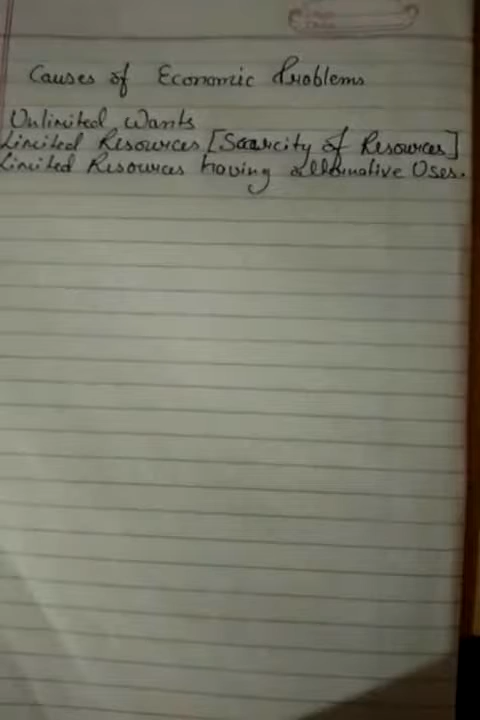 Causes of Economic Problems
Unlimited Wants
Limited Resources [Scarcity of Resources]
Limited Resources having alternative Uses.